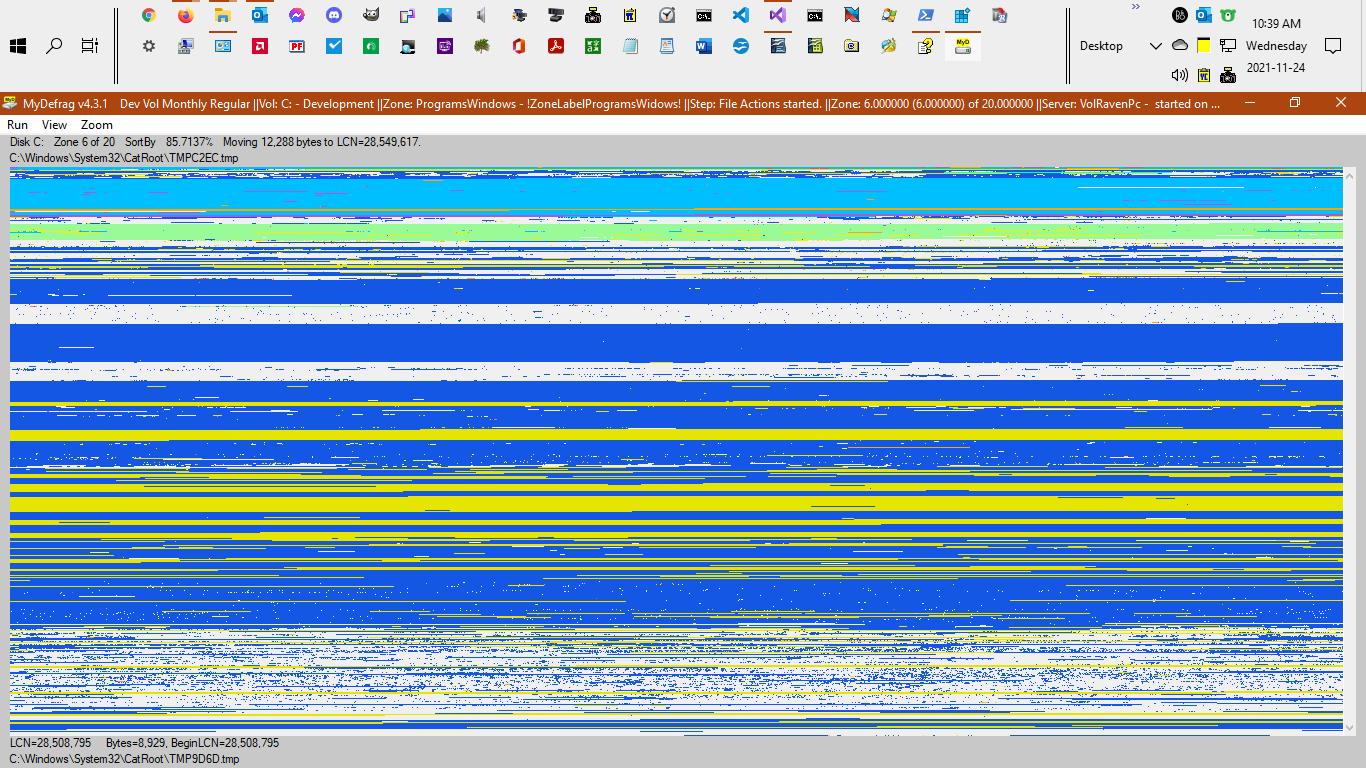 10:39 AM
Desktop
Wednesday
2021-11-24
MyDefrag v4.3.1 Dev Vol Monthly Regular ||Vol: C: - Development ||Zone: ProgramsWindows - !ZoneLabelProgramsWidows! ||Step: File Actions started. ||Zone: 6.000000 (6.000000) of 20.000000 ||Server: VolRavenPc - started on ...
Run View Zoom
Disk C: Zone 6 of 20 SortBy 85.7137% Moving 12,288 bytes to LCN=28,549,617.
C:\Windows\System32\CatRoot\TMPC2EC.tmp
LCN=28,508,795 Bytes=8,929, BeginLCN=28,508,795
C:\Windows\System32\CatRoot\TMP9D6D.tmp